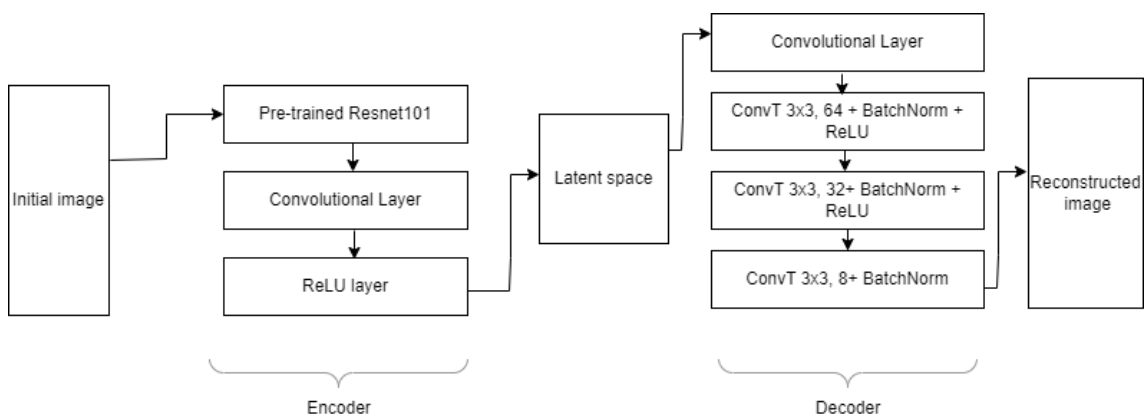 Initial image
Pre-trained Resnet101
Convolutional Layer
ReLU layer
Encoder
Latent space
Convolutional Layer
ConvT 3x3, 64 + BatchNorm +
ReLU
ConvT 3x3, 32+ BatchNorm +
ReLU
ConvT 3x3, 8+ BatchNorm
Decoder
Reconstructed
image